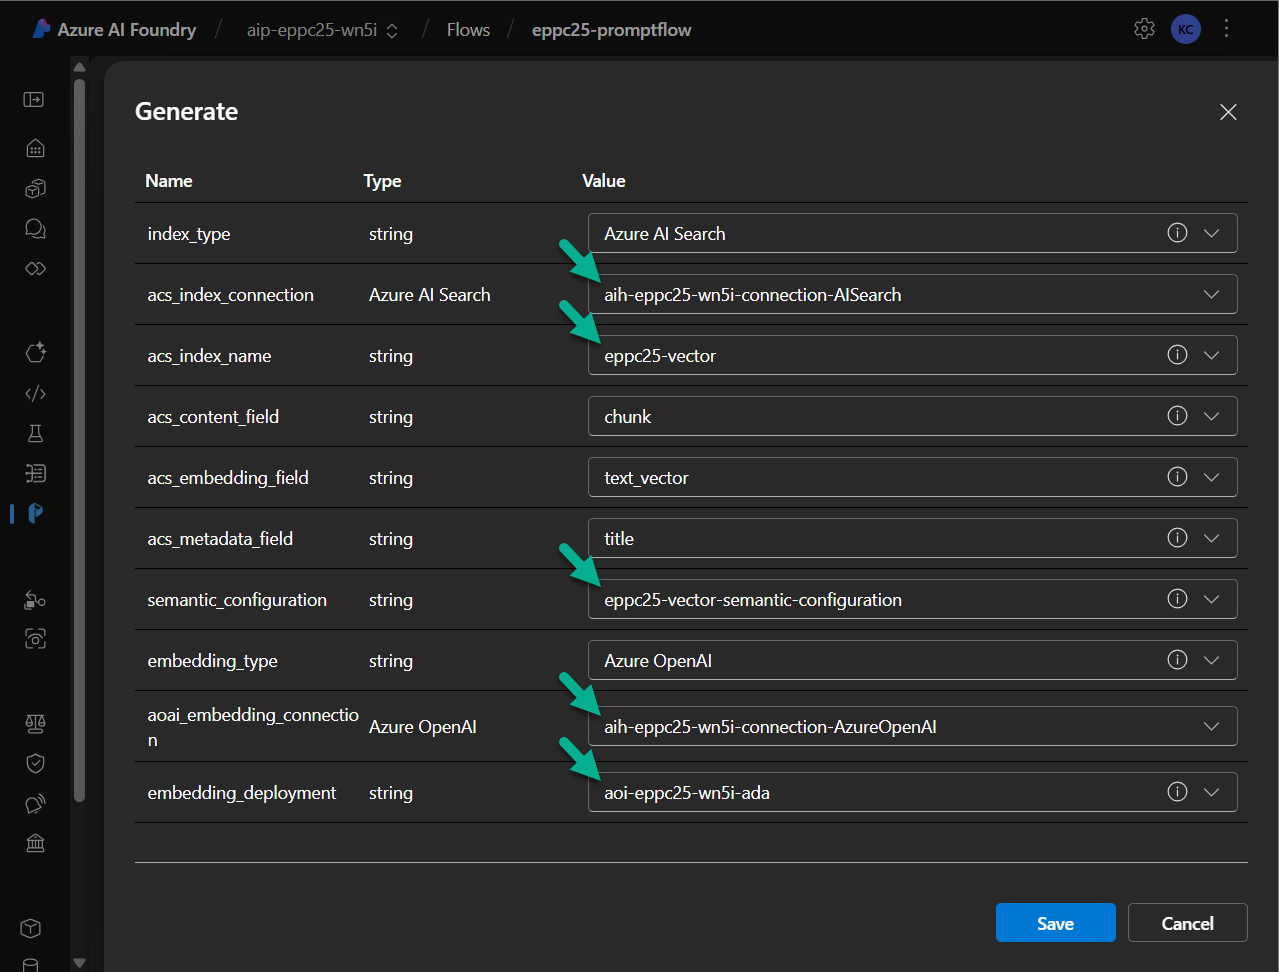 Azure AI Foundry / aip-eppc25-wn5i / Flows / eppc25-promptflow
KC
Generate
Name Type Value
index_type string Azure AI Search
acs_index_connection Azure AI Search aih-eppc25-wn5i-connection-AISearch
acs_index_name string eppc25-vector
acs_content_field string chunk
acs_embedding_field string text_vector
acs_metadata_field string title
semantic_configuration string eppc25-vector-semantic-configuration
embedding_type string Azure OpenAI
aoai_embedding_connectio
n
Azure OpenAI aih-eppc25-wn5i-connection-AzureOpenAI
embedding_deployment string aoi-eppc25-wn5i-ada
Save Cancel